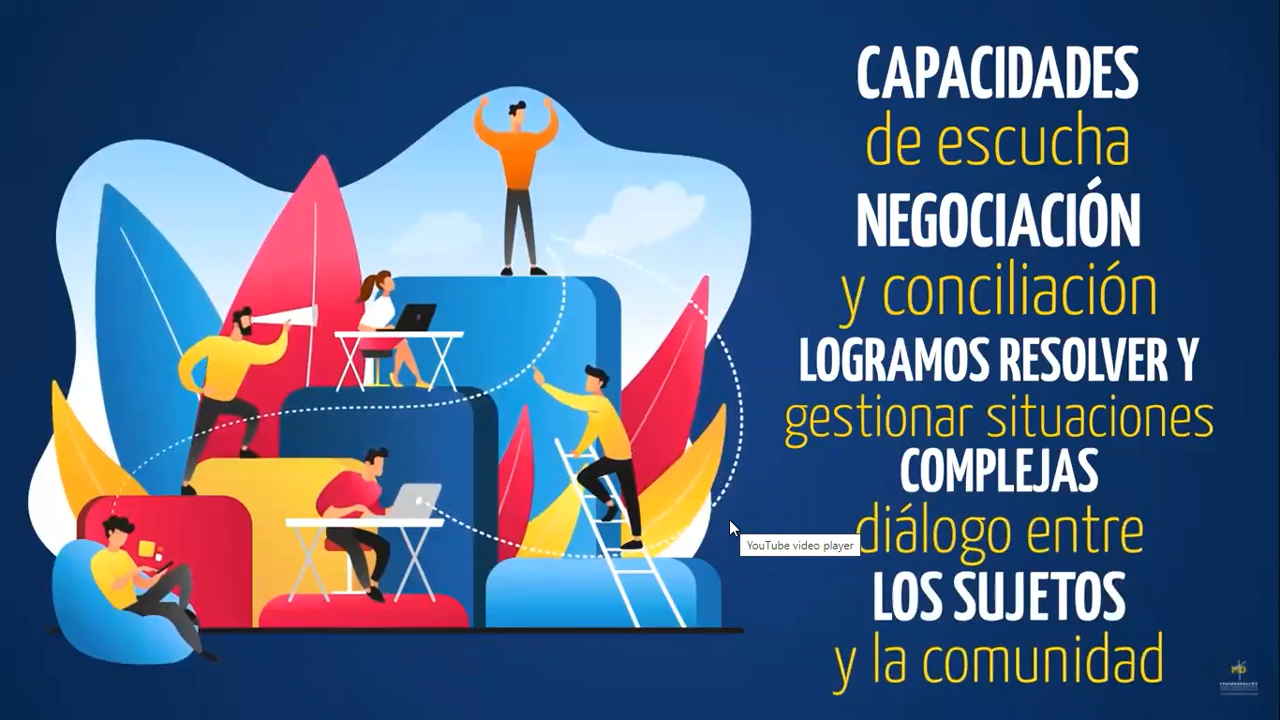 CAPACIDADES
de escucha
NEGOCIACIÓN
y conciliación
LOGRAMOS RESOLVER Y
gestionar situaciones
COMPLEJAS
diálogo entre
YouTube video player
LOS SUJETOS
y la comunidad